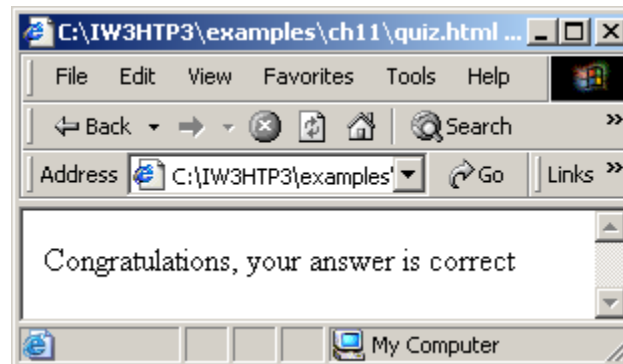 C:\IW3HTP3\examples\ch11\quiz.html ...
File Edit View Favorites Tools Help
Back Search »
Address C:\IW3HTP3\examples' Go Links »
Congratulations, your answer is correct
My Computer